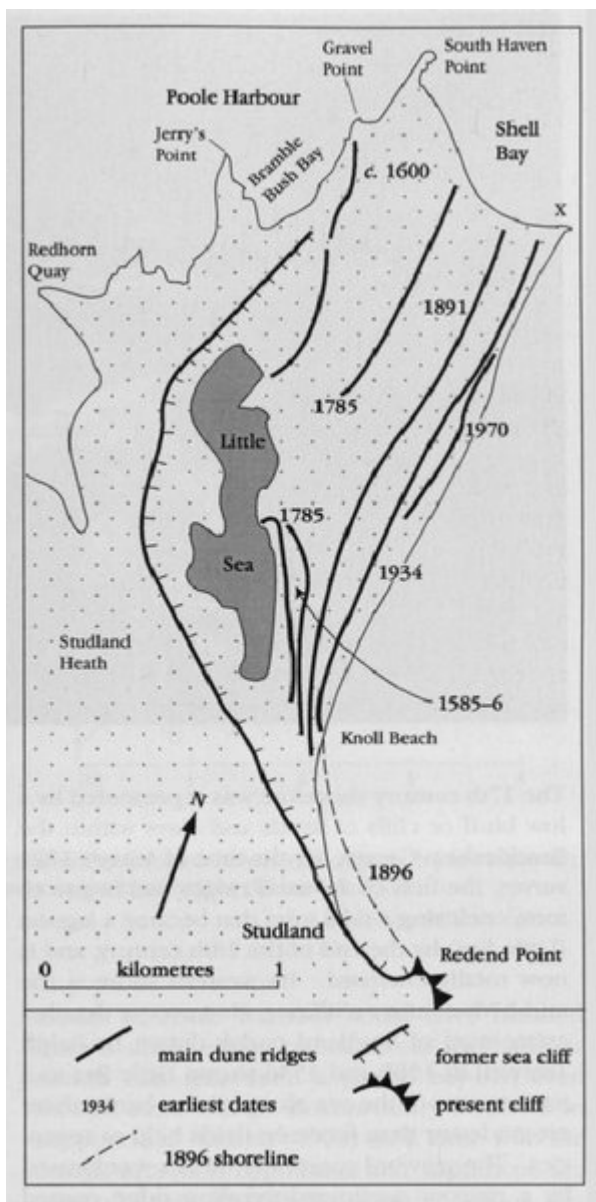 South Haven
Point
Gravel
Point
Poole Harbour
Shell
Bay
Jerry's
Point
Bramble
Bush Bay
c. 1600
X
Redhorn
Quay
1891
1785
1970
Little
1785
Sea
1934
Studland
Heath
1585–6
Knoll Beach
N
1896
Studland
Redend Point
0 1
kilometres
main dune ridges
former sea cliff
1934 earliest dates
present cliff
1896 shoreline